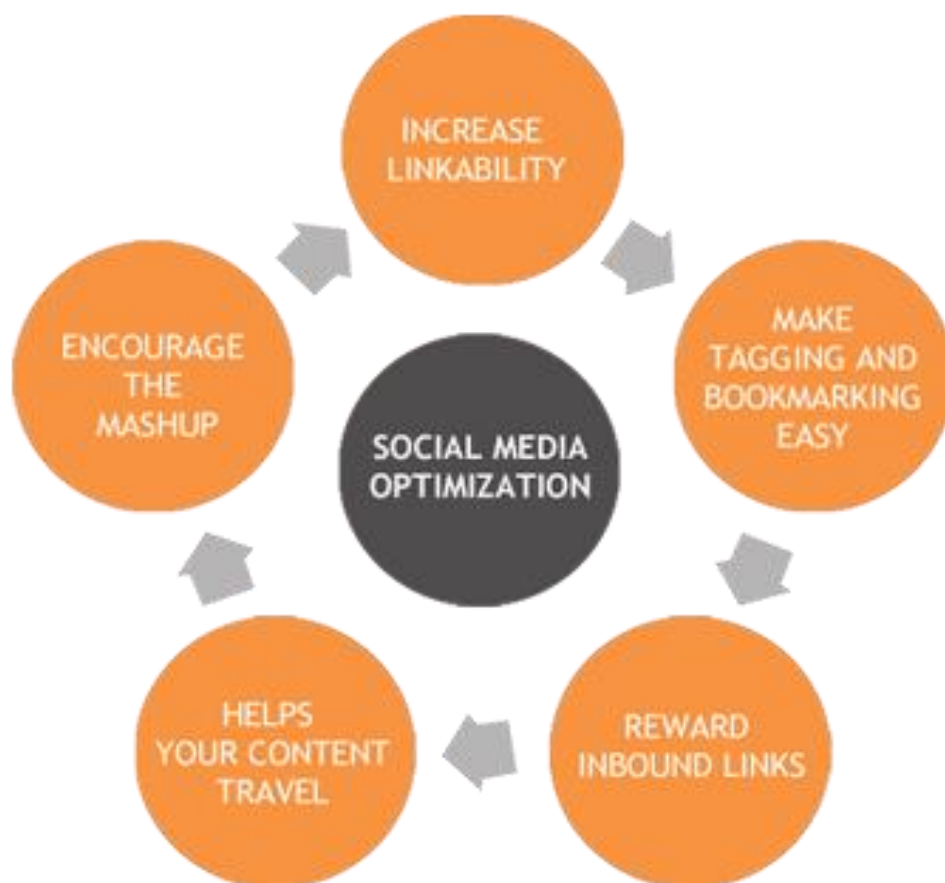 INCREASE
LINKABILITY
MAKE
TAGGING AND
BOOKMARKING
EASY
REWARD
INBOUND LINKS
HELPS
YOUR CONTENT
TRAVEL
ENCOURAGE
THE
MASHUP
SOCIAL MEDIA
OPTIMIZATION